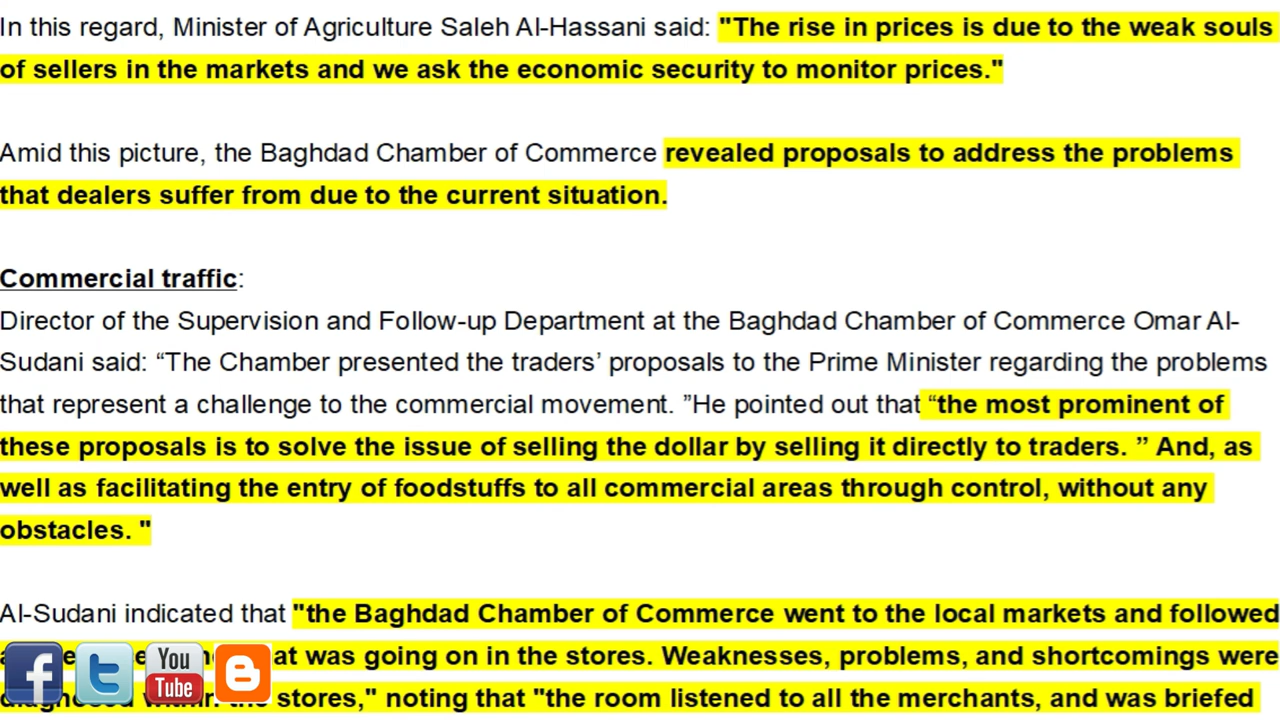 In this regard, Minister of Agriculture Saleh Al-Hassani said: "The rise in prices is due to the weak souls
of sellers in the markets and we ask the economic security to monitor prices."
Amid this picture, the Baghdad Chamber of Commerce revealed proposals to address the problems
that dealers suffer from due to the current situation.
Commercial traffic:
Director of the Supervision and Follow-up Department at the Baghdad Chamber of Commerce Omar Al-
Sudani said: “The Chamber presented the traders’ proposals to the Prime Minister regarding the problems
that represent a challenge to the commercial movement. ”He pointed out that “the most prominent of
these proposals is to solve the issue of selling the dollar by selling it directly to traders. ” And, as
well as facilitating the entry of foodstuffs to all commercial areas through control, without any
obstacles. "
Al-Sudani indicated that "the Baghdad Chamber of Commerce went to the local markets and followed
at was going on in the stores. Weaknesses, problems, and shortcomings were
stores," noting that "the room listened to all the merchants, and was briefed
You
Tube